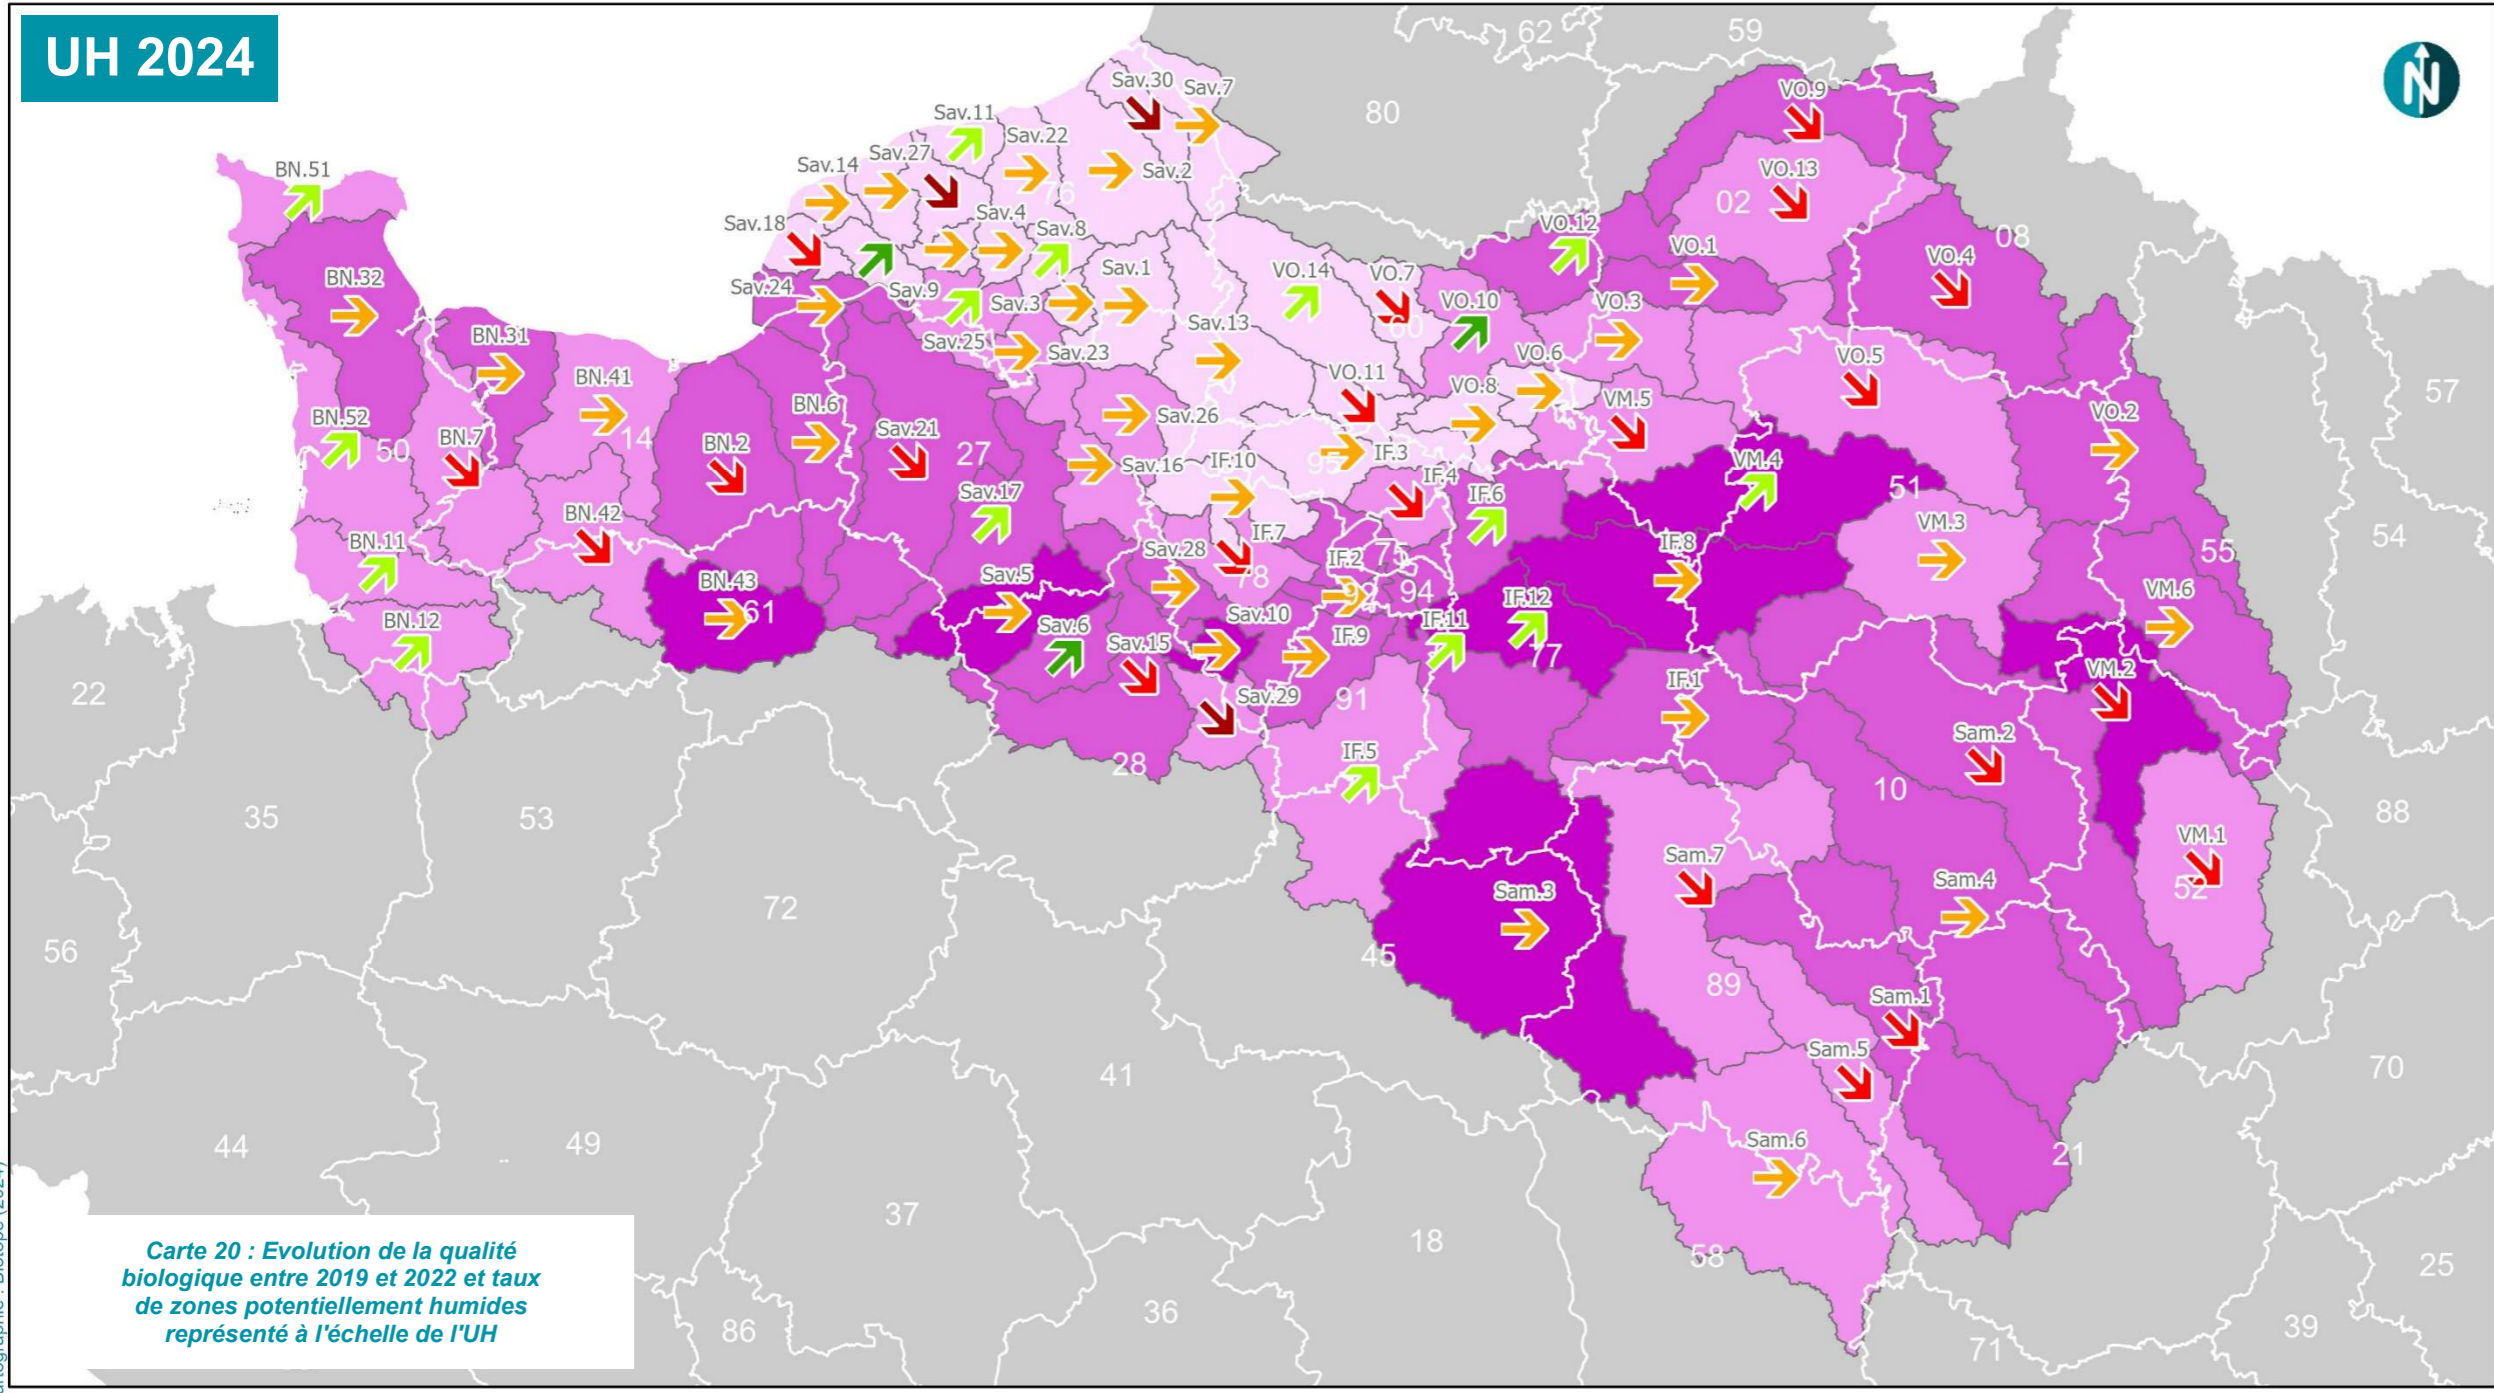 UH 2024
N
62
59
80
Sav.30
Sav.7
VO.9
Sav.11
Sav.22
Sav.27
Sav.14
Sav.2
76
BN.51
VO.13
02
Sav.18
Sav.4
Sav.8
VO.12
VO.1
08
VO.4
BN.32
Sav.24
Sav.9
Sav.3
Sav.1
VO.14
VO.7
VO.10
VO.3
60
BN.31
Sav.25
Sav.23
Sav.13
VO.6
VO.5
BN.41
VO.11
VO.8
VM.5
57
BN.52
BN.6
Sav.26
VO.2
50
BN.7
14
BN.2
Sav.21
27
Sav.16
IF.10
95
IF.3
IF.4
VM.4
51
Sav.17
IF.6
BN.42
IF.7
VM.3
54
BN.11
Sav.28
78
IF.2
75
IF.8
55
BN.43
61
Sav.5
92
94
IF.12
VM.6
BN.12
Sav.6
Sav.15
Sav.10
IF.9
IF.11
77
VM.2
22
Sav.29
91
IF.1
28
IF.5
Sam.2
10
35
53
88
VM.1
52
72
Sam.7
Sam.3
Sam.4
56
45
89
Sam.1
Sam.5
41
70
44
49
Sam.6
21
37
18
58
25
36
86
71
39
Carte 20 : Evolution de la qualité
biologique entre 2019 et 2022 et taux
de zones potentiellement humides
représenté à l'échelle de l'UH